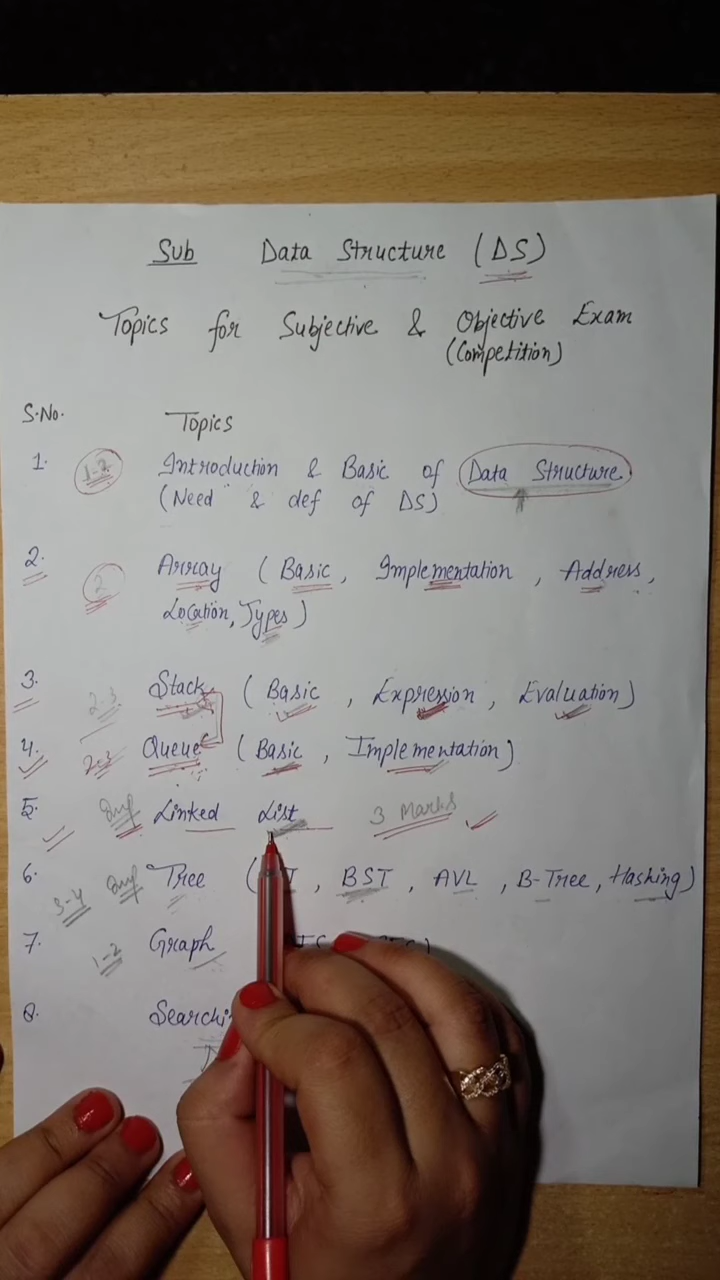 Sub Data Structure (DS)
Topics for Subjective & Objective Exam
(Competition)
S.No. Topics
1. 1-2 Introduction & Basic of Data Structure
(Need & def of DS)
2. 2 Array (Basic, Implementation, Address,
Location, Types)
3. 2-3 Stack (Basic, Expression, Evaluation)
4. 2-3 Queue (Basic, Implementation)
5. Imp Linked List 3 Marks
6. 3-4 Imp Tree ( , BST, AVL, B-Tree, Hashing)
7. 1-2 Graph
8.